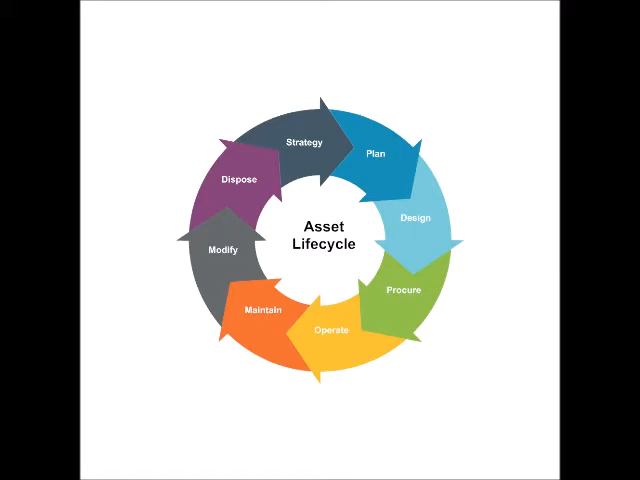 Asset
Lifecycle
Strategy
Plan
Design
Procure
Operate
Maintain
Modify
Dispose